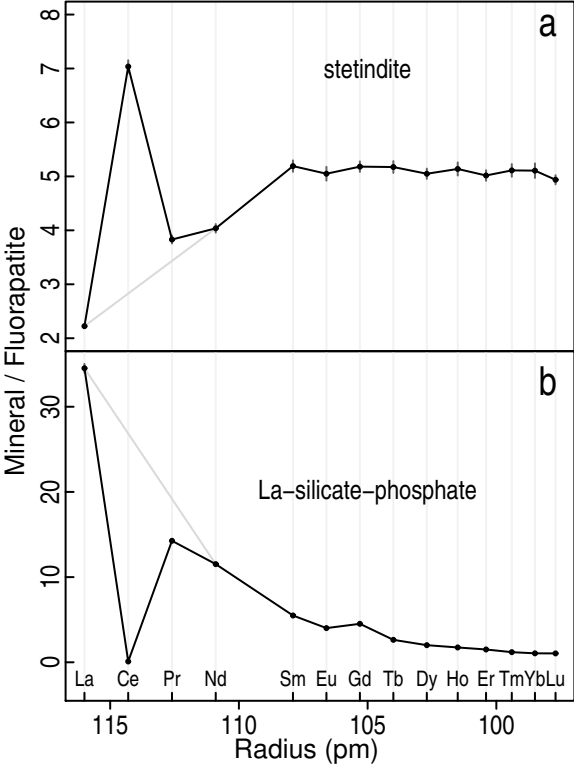 a
8
7
6
5
4
3
2
stetindite
Mineral / Fluorapatite
b
30
20
10
0
La−silicate−phosphate
La Ce Pr Nd Sm Eu Gd Tb Dy Ho Er Tm Yb Lu
115 110 105 100
Radius (pm)